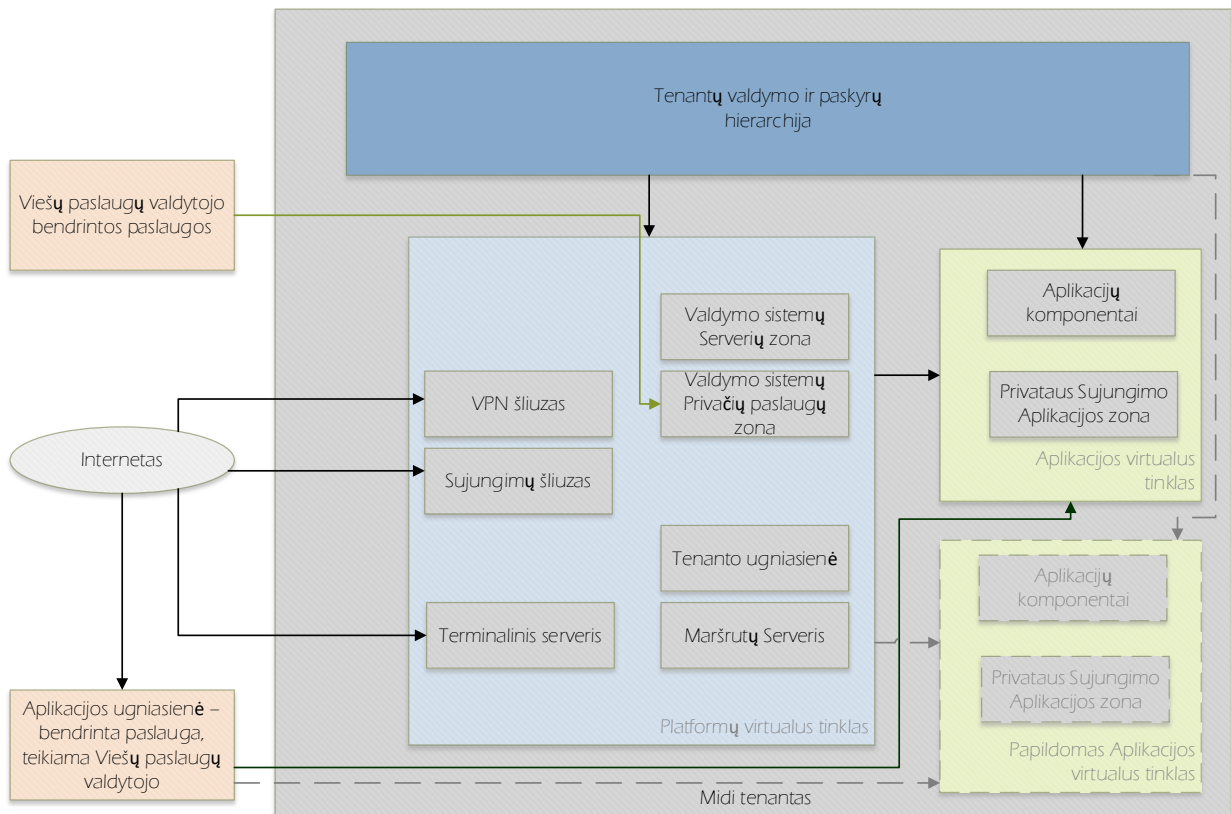 Tenantų valdymo ir paskyrų
hierarchija
Viešų paslaugų valdytojo
bendrintos paslaugos
Valdymo sistemų
Serverių zona
Valdymo sistemų
Privačių paslaugų
zona
VPN šliuzas
Sujungimų šliuzas
Internetas
Terminalinis serveris
Tenanto ugniasienė
Maršrutų Serveris
Platformų virtualus tinklas
Aplikacijų
komponentai
Privataus Sujungimo
Aplikacijos zona
Aplikacijos virtualus
tinklas
Aplikacijų
komponentai
Privataus Sujungimo
Aplikacijos zona
Papildomas Aplikacijos
virtualus tinklas
Aplikacijos ugniasienė –
bendrinta paslauga,
teikiama Viešų paslaugų
valdytojo
Midi tenantas